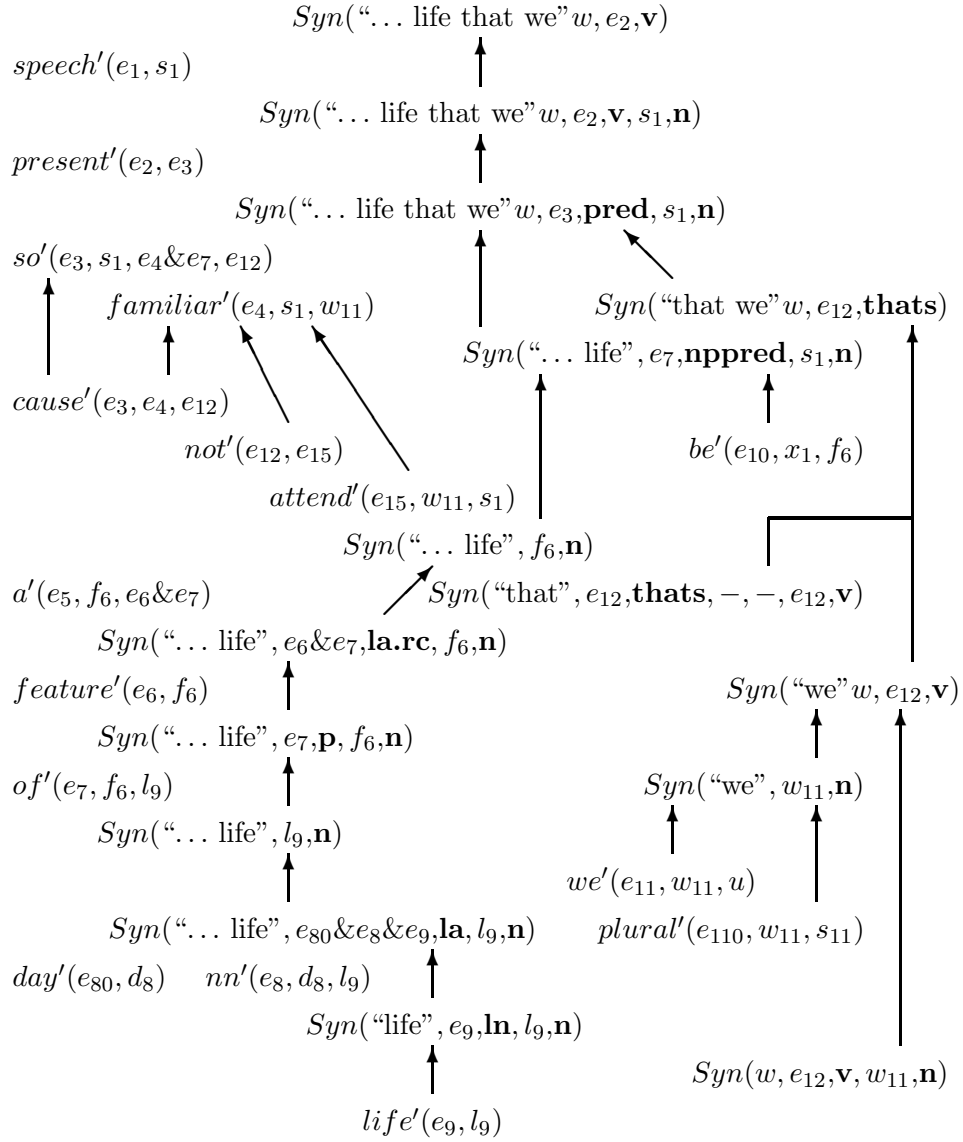 Syn(“… life that we”w, e₂,v)
speech′(e₁, s₁)
Syn(“… life that we”w, e₂,v, s₁,n)
present′(e₂, e₃)
Syn(“… life that we”w, e₃,pred, s₁,n)
so′(e₃, s₁, e₄&e₇, e₁₂)
familiar′(e₄, s₁, w₁₁)
Syn(“that we”w, e₁₂,thats)
Syn(“… life”, e₇,nppred, s₁,n)
cause′(e₃, e₄, e₁₂)
not′(e₁₂, e₁₅)
be′(e₁₀, x₁, f₆)
attend′(e₁₅, w₁₁, s₁)
Syn(“… life”, f₆,n)
a′(e₅, f₆, e₆&e₇)
Syn(“that”, e₁₂,thats, −, −, e₁₂,v)
Syn(“… life”, e₆&e₇,la.rc, f₆,n)
feature′(e₆, f₆)
Syn(“we”w, e₁₂,v)
Syn(“… life”, e₇,p, f₆,n)
of′(e₇, f₆, l₉)
Syn(“we”, w₁₁,n)
Syn(“… life”, l₉,n)
we′(e₁₁, w₁₁, u)
Syn(“… life”, e₈₀&e₈&e₉,la, l₉,n)
plural′(e₁₁₀, w₁₁, s₁₁)
day′(e₈₀, d₈) nn′(e₈, d₈, l₉)
Syn(“life”, e₉,ln, l₉,n)
Syn(w, e₁₂,v, w₁₁,n)
life′(e₉, l₉)